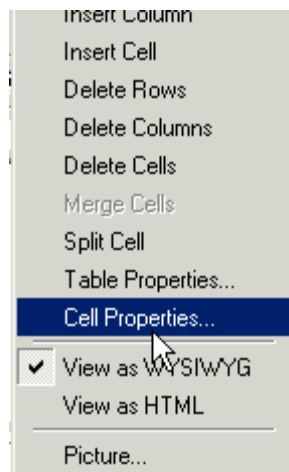 Insert Column
Insert Cell
Delete Rows
Delete Columns
Delete Cells
Merge Cells
Split Cell
Table Properties...
Cell Properties...
View as WYSIWYG
View as HTML
Picture...